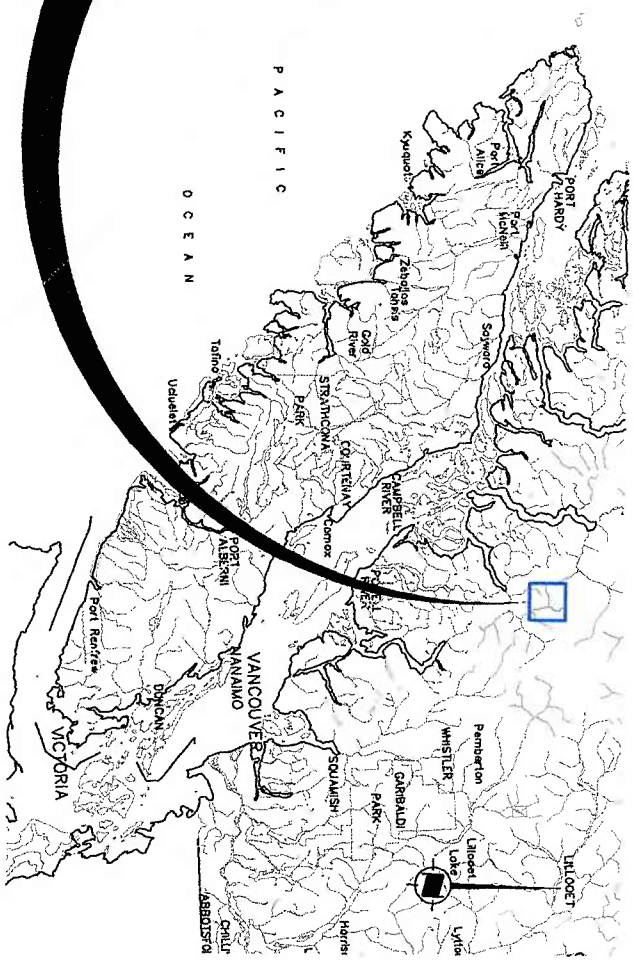 PACIFIC
OCEAN
PORT
HARDY
Port
Alice
Port
McNeill
Kyuquot
Zeballos
Tahsis
Gold
River
Sayward
STRATHCONA
PARK
Tofino
Ucluelet
CAMPBELL
RIVER
COURTENAY
Comox
PORT
ALBERNI
Port Renfrew
NANAIMO
DUNCAN
VICTORIA
VANCOUVER
SQUAMISH
GARIBALDI
PARK
WHISTLER
Pemberton
Lillooet
Lake
LILLOOET